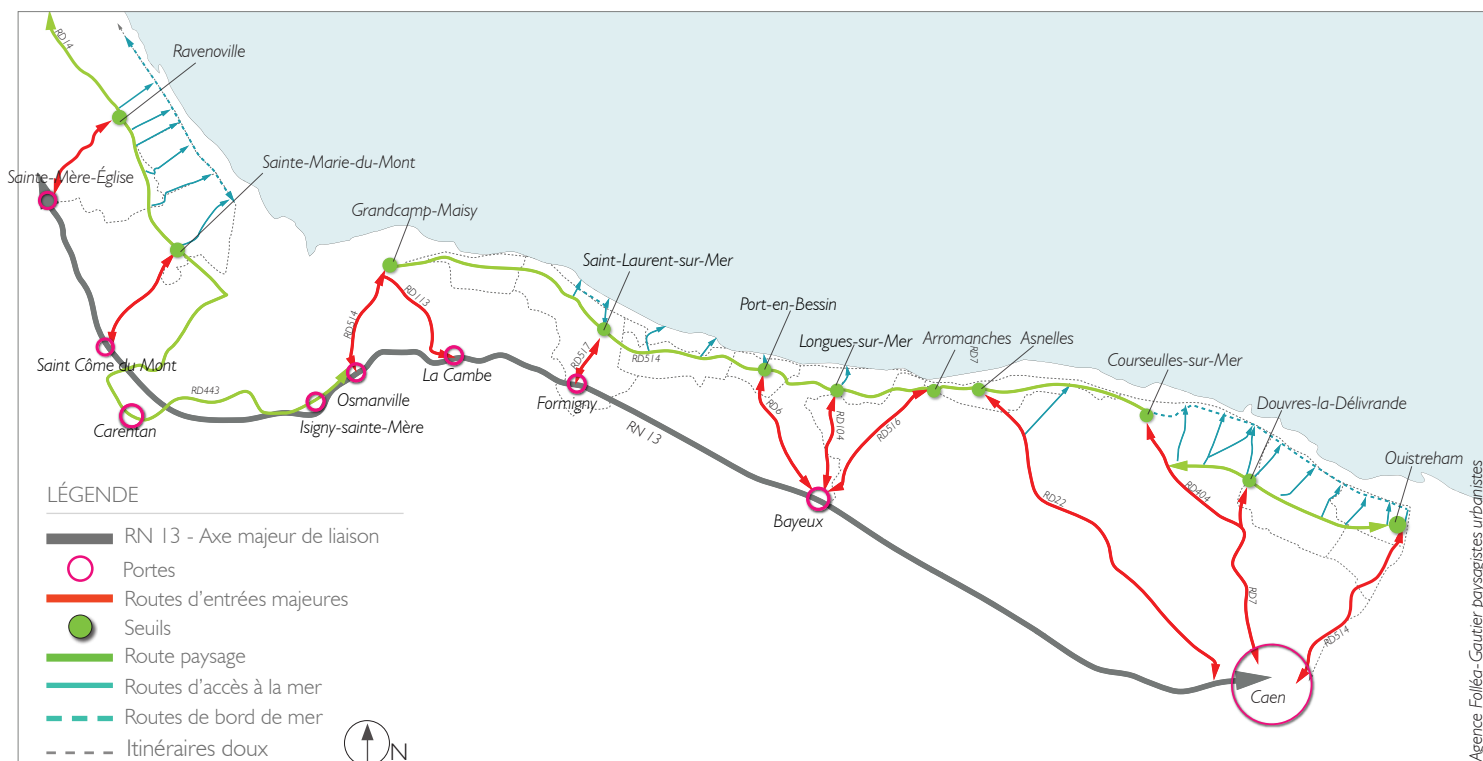 RD14
Ravenoville
Sainte-Mère-Église
Sainte-Marie-du-Mont
Grandcamp-Maisy
Saint-Laurent-sur-Mer
Port-en-Bessin
Longues-sur-Mer
Arromanches
RD7
Asnelles
Courseulles-sur-Mer
Douvres-la-Délivrande
Ouistreham
Saint Côme du Mont
RD514
RD113
RD517
RD514
La Cambe
RD443
Osmanville
Carentan
Isigny-sainte-Mère
Formigny
RN 13
RD6
RD104
RD516
Bayeux
RD22
RD404
RD7
RD514
Caen
LÉGENDE
RN 13 - Axe majeur de liaison
Portes
Routes d'entrées majeures
Seuils
Route paysage
Routes d'accès à la mer
Routes de bord de mer
Itinéraires doux
N
Agence Folléa-Gautier paysagistes urbanistes